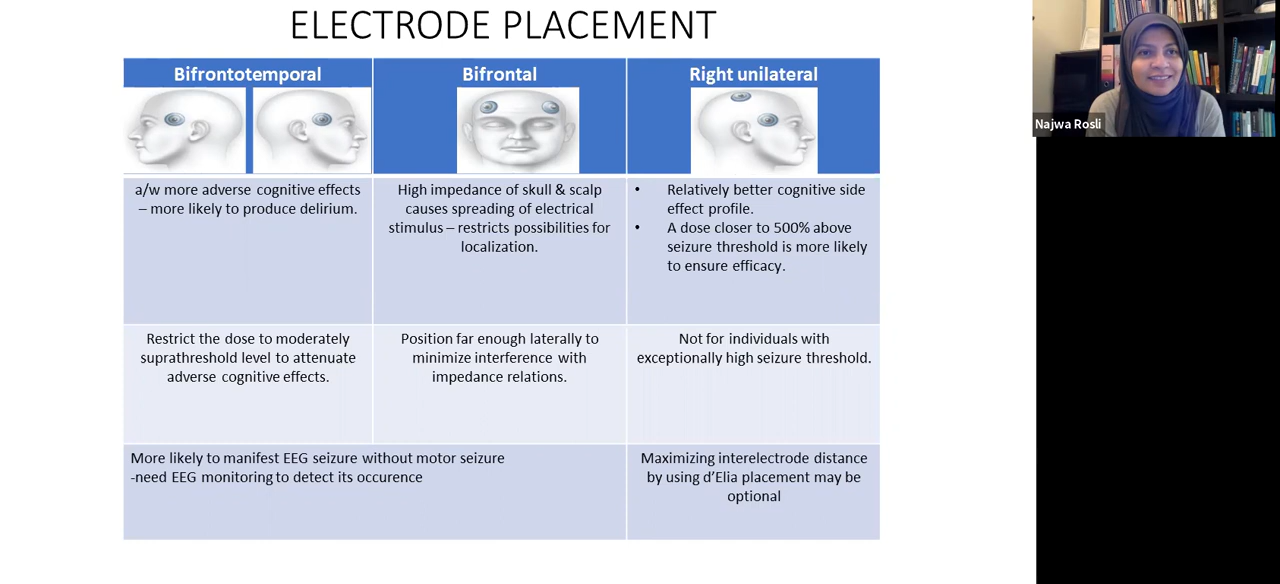 ELECTRODE PLACEMENT
Bifrontotemporal
Bifrontal
Right unilateral
a/w more adverse cognitive effects
– more likely to produce delirium.
High impedance of skull & scalp
causes spreading of electrical
stimulus – restricts possibilities for
localization.
• Relatively better cognitive side
effect profile.
• A dose closer to 500% above
seizure threshold is more likely
to ensure efficacy.
Restrict the dose to moderately
suprathreshold level to attenuate
adverse cognitive effects.
Position far enough laterally to
minimize interference with
impedance relations.
Not for individuals with
exceptionally high seizure threshold.
More likely to manifest EEG seizure without motor seizure
-need EEG monitoring to detect its occurence
Maximizing interelectrode distance
by using d’Elia placement may be
optional
Najwa Rosli